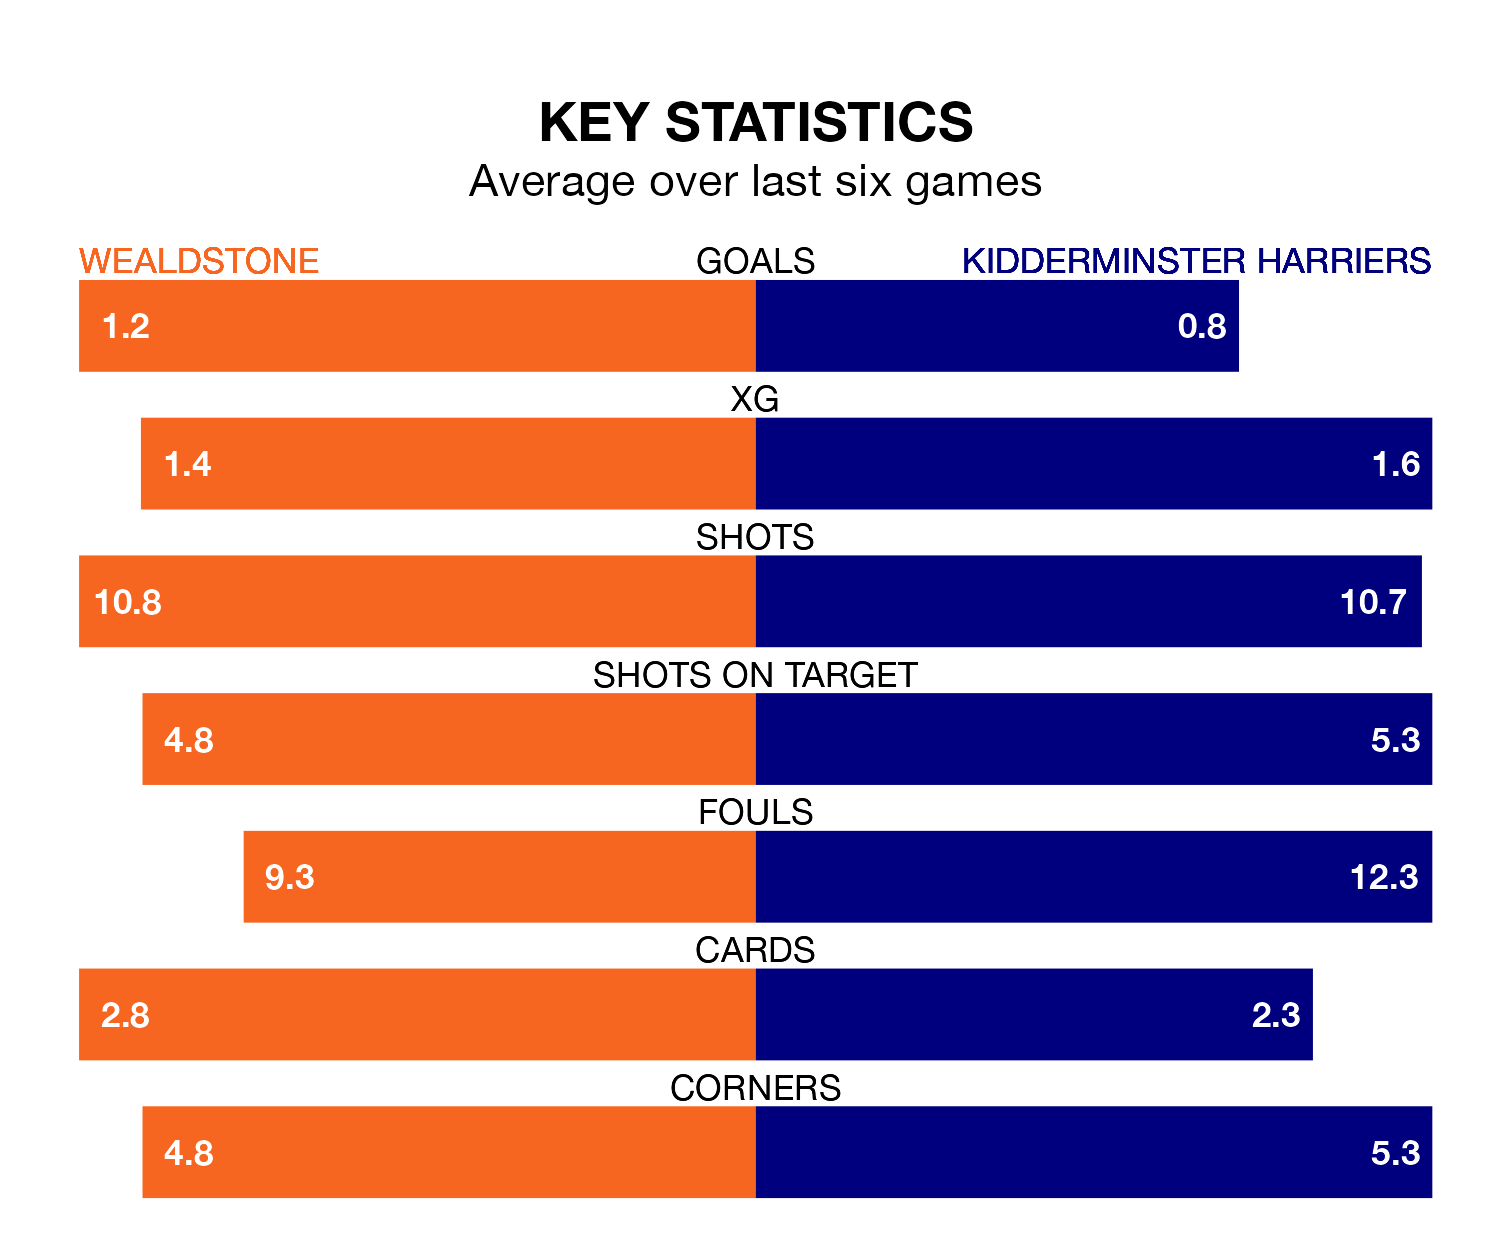 KEY STATISTICS
Average over last six games
WEALDSTONE GOALS KIDDERMINSTER HARRIERS
1.2 0.8
XG
1.4 1.6
SHOTS
10.8 10.7
SHOTS ON TARGET
4.8 5.3
FOULS
9.3 12.3
CARDS
2.8 2.3
CORNERS
4.8 5.3